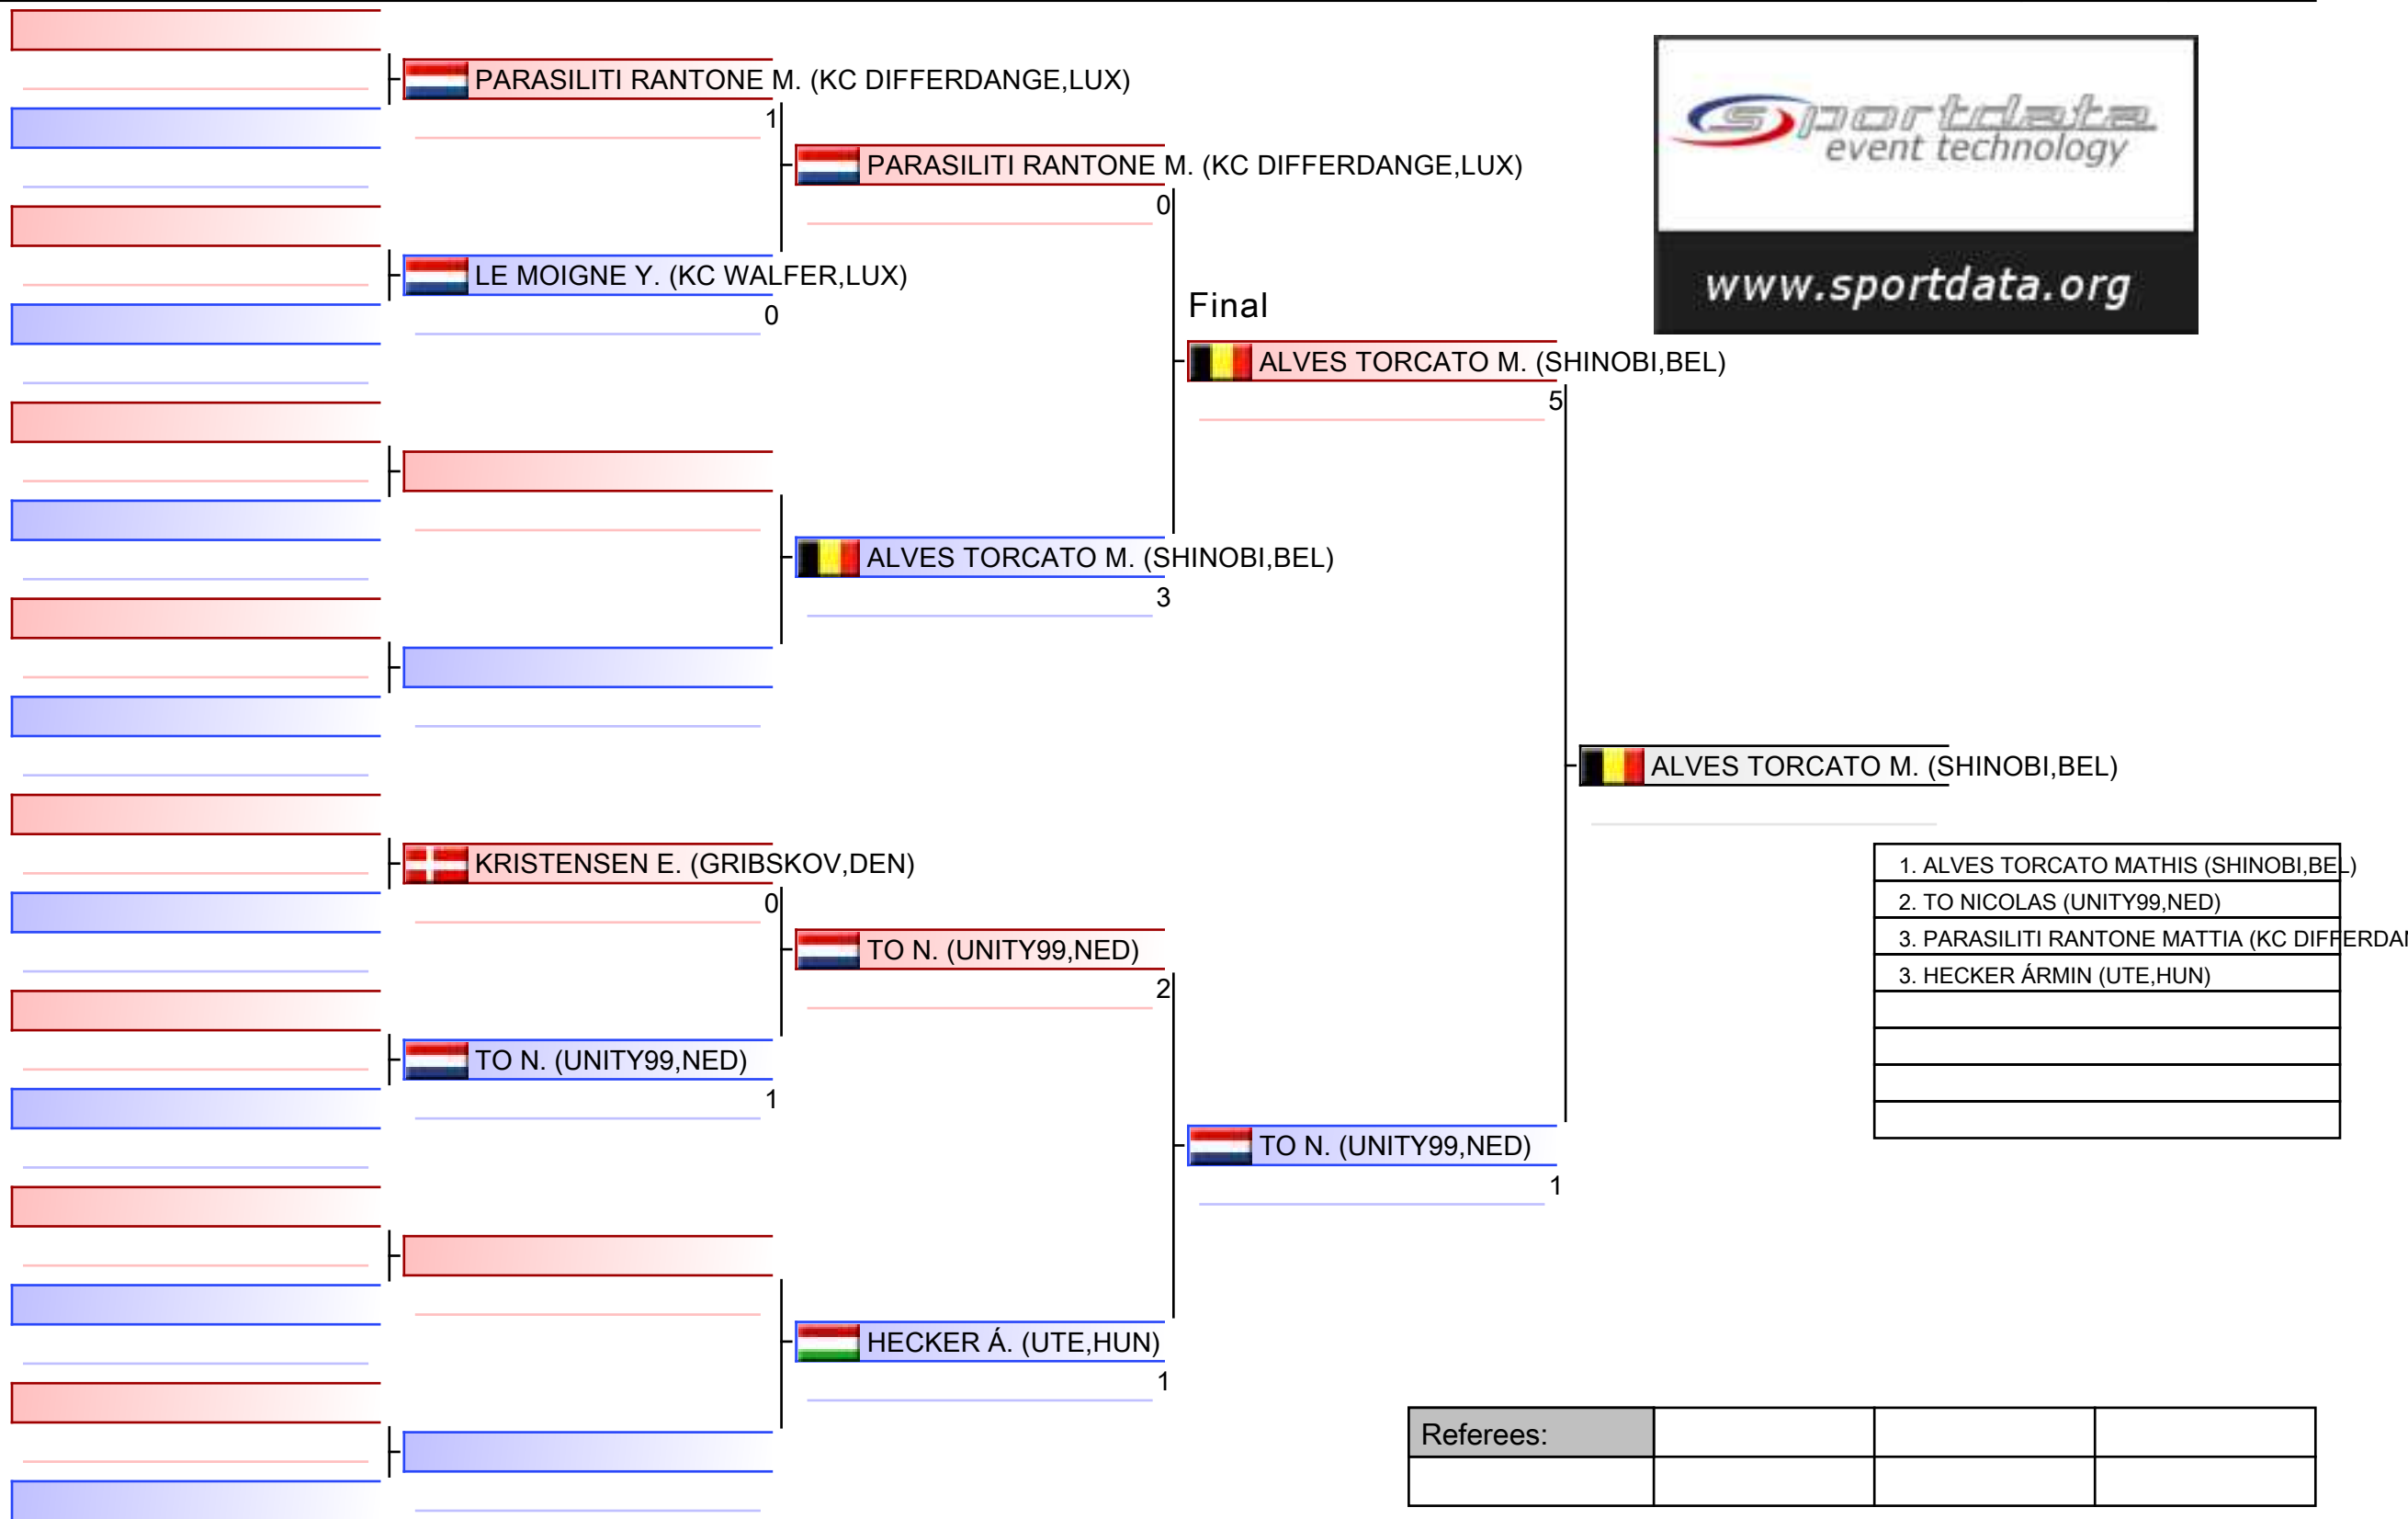 PARASILITI RANTONE M. (KC DIFFERDANGE,LUX)
1
LE MOIGNE Y. (KC WALFER,LUX)
0
KRISTENSEN E. (GRIBSKOV,DEN)
0
TO N. (UNITY99,NED)
1
PARASILITI RANTONE M. (KC DIFFERDANGE,LUX)
0
ALVES TORCATO M. (SHINOBI,BEL)
3
TO N. (UNITY99,NED)
2
HECKER Á. (UTE,HUN)
1
Final
ALVES TORCATO M. (SHINOBI,BEL)
5
TO N. (UNITY99,NED)
1
ALVES TORCATO M. (SHINOBI,BEL)
sportdata
event technology
www.sportdata.org
1. ALVES TORCATO MATHIS (SHINOBI,BEL)
2. TO NICOLAS (UNITY99,NED)
3. PARASILITI RANTONE MATTIA (KC DIFFERDAN
3. HECKER ÁRMIN (UTE,HUN)
Referees: